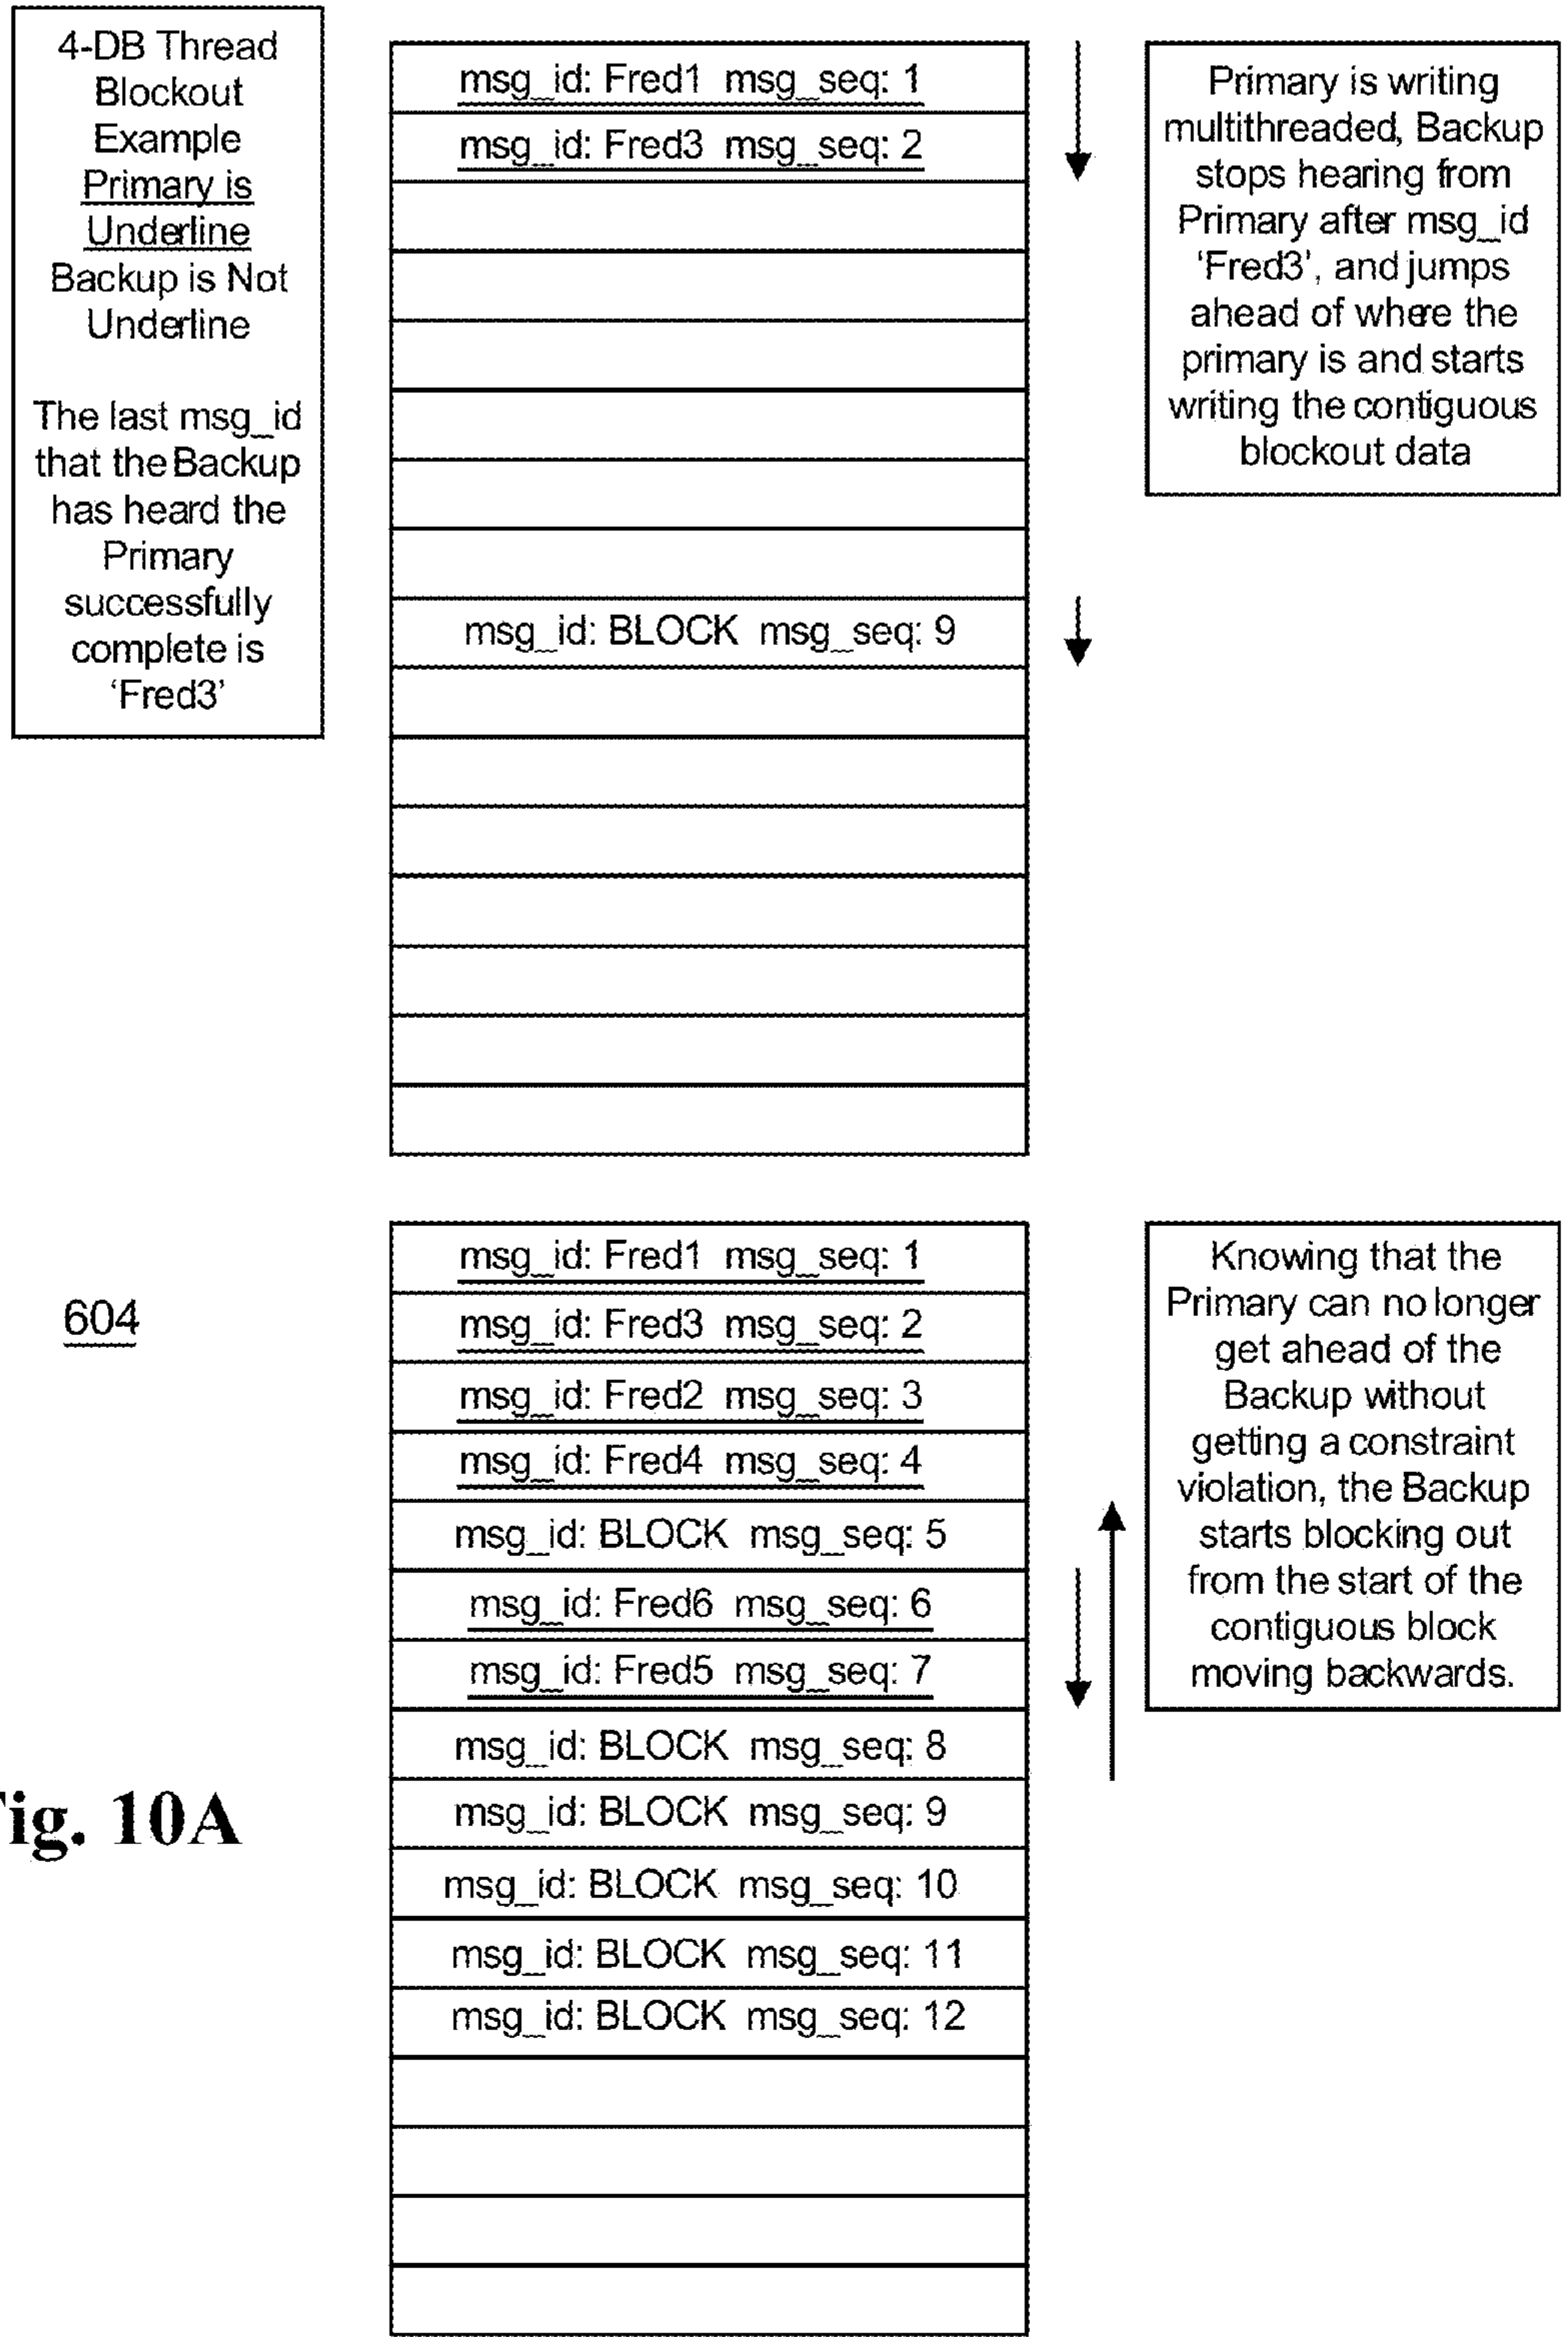 4-DB Thread
Blockout
Example
Primary is
Underline
Backup is Not
Underline
The last msg_id
that the Backup
has heard the
Primary
successfully
complete is
‘Fred3’
msg_id: Fred1 msg_seq: 1
msg_id: Fred3 msg_seq: 2
msg_id: BLOCK msg_seq: 9
Primary is writing
multithreaded, Backup
stops hearing from
Primary after msg_id
‘Fred3’, and jumps
ahead of where the
primary is and starts
writing the contiguous
blockout data
604
ig. 10A
msg_id: Fred1 msg_seq: 1
msg_id: Fred3 msg_seq: 2
msg_id: Fred2 msg_seq: 3
msg_id: Fred4 msg_seq: 4
msg_id: BLOCK msg_seq: 5
msg_id: Fred6 msg_seq: 6
msg_id: Fred5 msg_seq: 7
msg_id: BLOCK msg_seq: 8
msg_id: BLOCK msg_seq: 9
msg_id: BLOCK msg_seq: 10
msg_id: BLOCK msg_seq: 11
msg_id: BLOCK msg_seq: 12
Knowing that the
Primary can no longer
get ahead of the
Backup without
getting a constraint
violation, the Backup
starts blocking out
from the start of the
contiguous block
moving backwards.